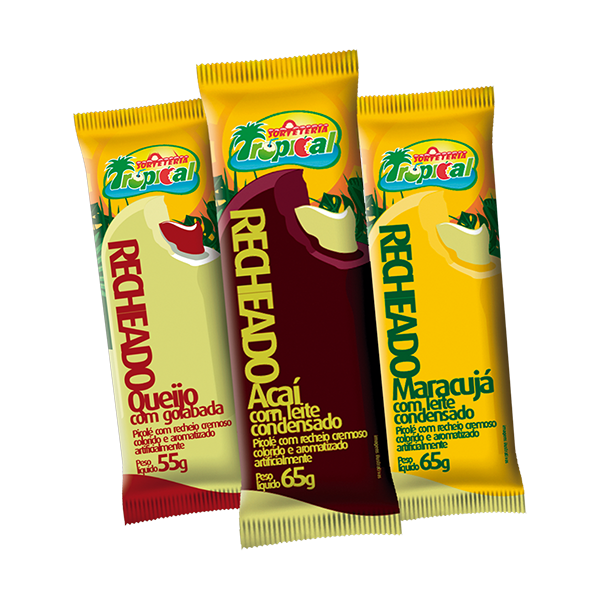 SORVETERIA
Tropical
RECHEADO
Queijo
com goiabada
Picolé com recheio cremoso
colorido e aromatizado
artificialmente
Peso
líquido 55g
SORVETERIA
Tropical
RECHEADO
Açaí
com leite
condensado
Picolé com recheio cremoso
colorido e aromatizado
artificialmente
Peso
líquido 65g
SORVETERIA
Tropical
RECHEADO
Maracujá
com leite
condensado
Picolé com recheio cremoso
colorido e aromatizado
artificialmente
Peso
líquido 65g